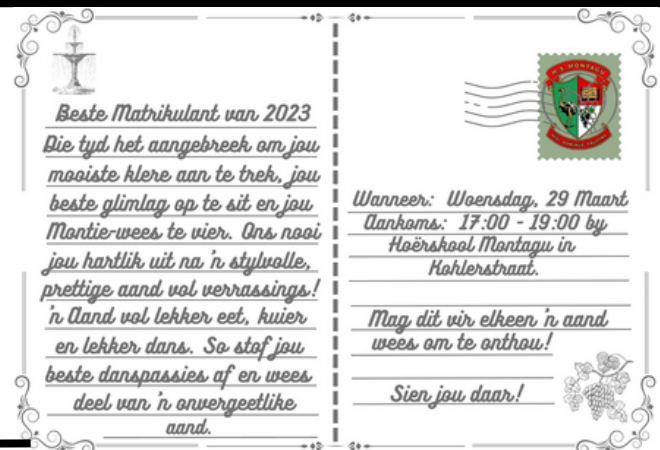 Beste Matrikulant van 2023
Die tyd het aangebreek om jou
mooiste klere aan te trek, jou
beste glimlag op te sit en jou
Montie-wees te vier. Ons nooi
jou hartlik uit na 'n stylvolle,
prettige aand vol verrassings!
'n Aand vol lekker eet, kuier
en lekker dans. So stof jou
beste danspassies af en wees
deel van 'n onvergeetlike
aand.
H.S. MONTAGU
Wanneer: Woensdag, 29 Maart
Aankoms: 17:00 - 19:00 by
Hoërskool Montagu in
Kohlerstraat.
Mag dit vir elkeen 'n aand
wees om te onthou!
Sien jou daar!